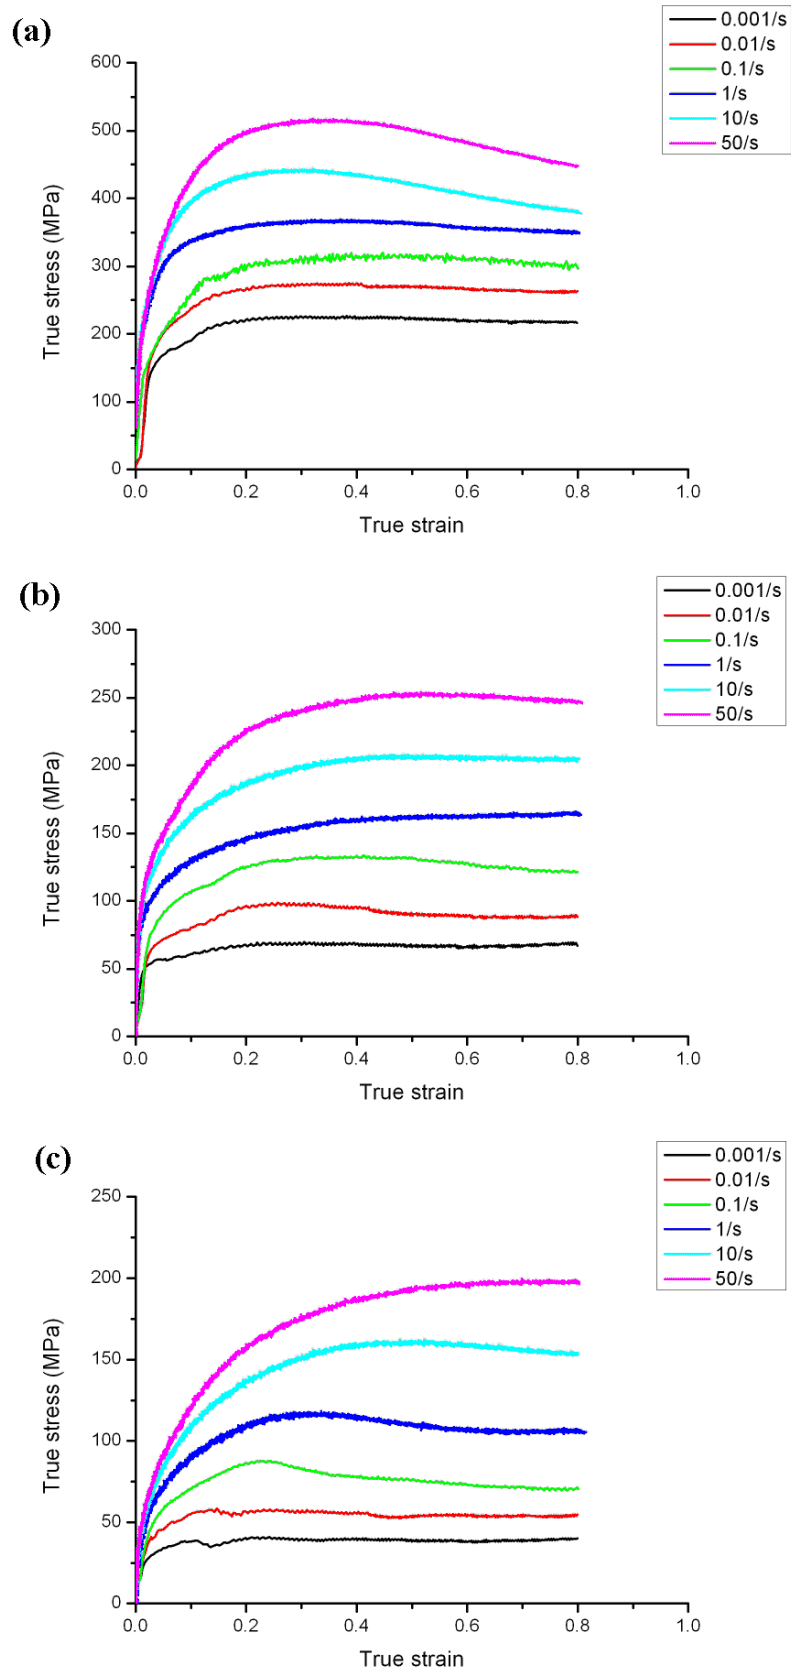 (a)
0.001/s
0.01/s
0.1/s
1/s
10/s
50/s
600
500
400
300
200
100
0
True stress (MPa)
0.0 0.2 0.4 0.6 0.8 1.0
True strain
(b)
0.001/s
0.01/s
0.1/s
1/s
10/s
50/s
300
250
200
150
100
50
0
True stress (MPa)
0.0 0.2 0.4 0.6 0.8 1.0
True strain
(c)
0.001/s
0.01/s
0.1/s
1/s
10/s
50/s
250
200
150
100
50
0
True stress (MPa)
0.0 0.2 0.4 0.6 0.8 1.0
True strain